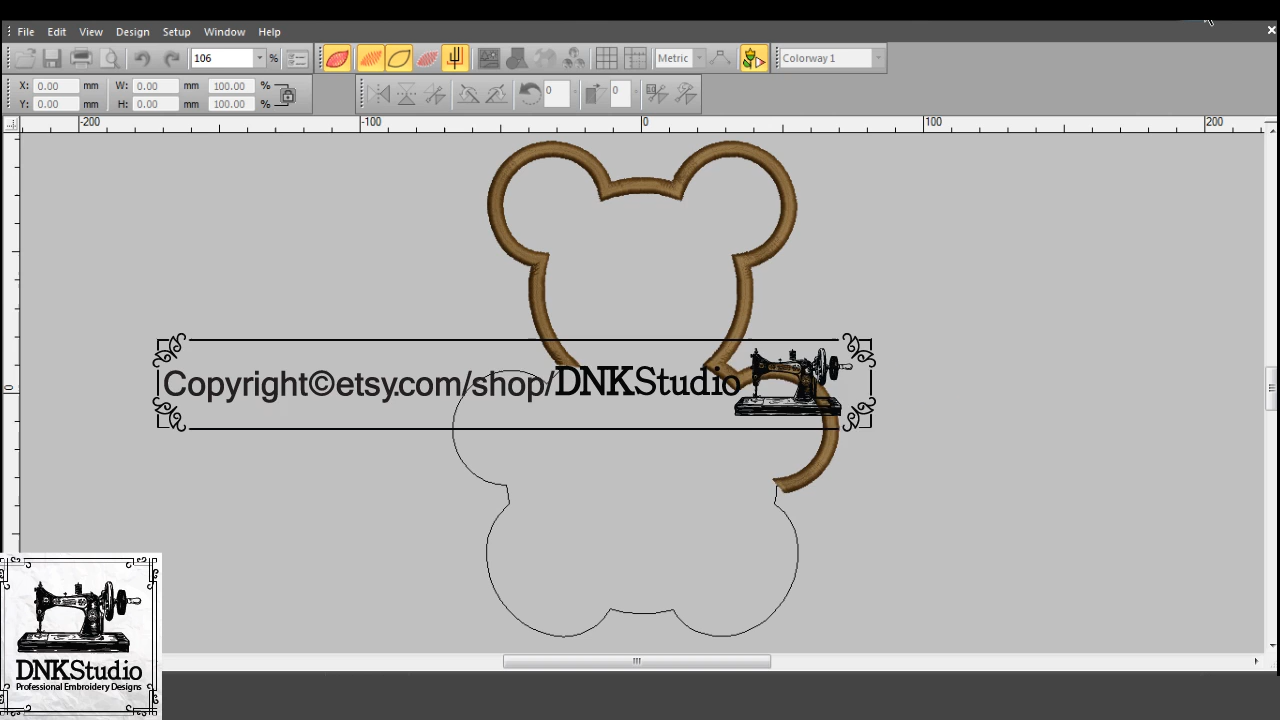 File Edit View Design Setup Window Help
106 % Metric Colorway 1
X: 0.00 mm W: 0.00 mm 100.00 % 0 0
Y: 0.00 mm H: 0.00 mm 100.00 %
-200 -100 0 100 200
0
Copyright©etsy.com/shop/DNKStudio
DNKStudio
Professional Embroidery Designs